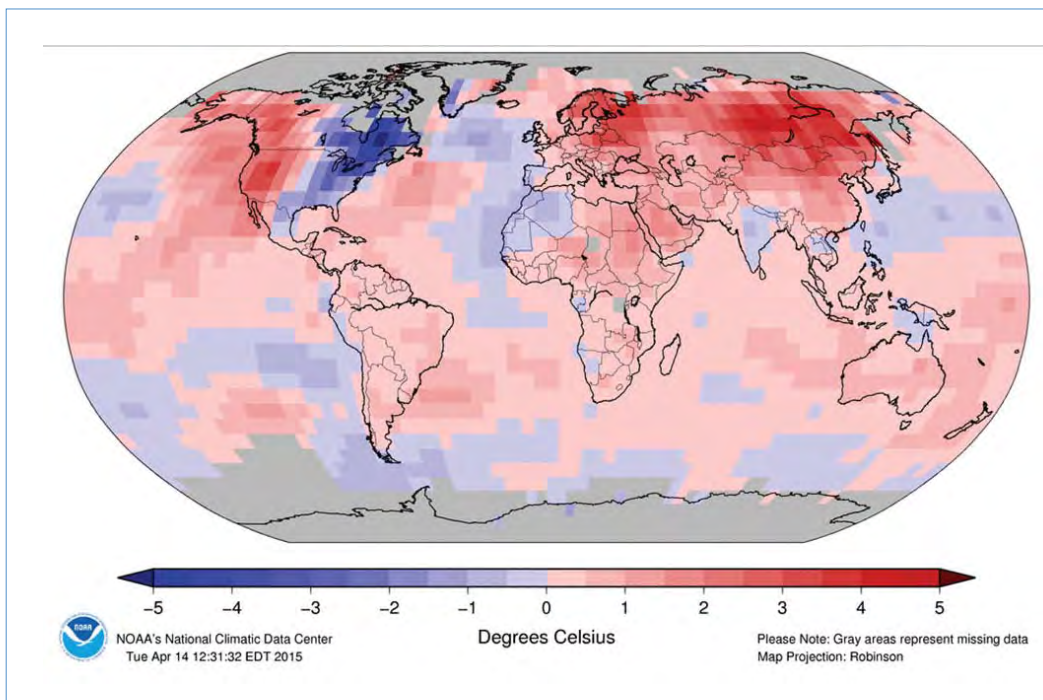 −5 −4 −3 −2 −1 0 1 2 3 4 5
Degrees Celsius
NOAA
NOAA's National Climatic Data Center
Tue Apr 14 12:31:32 EDT 2015
Please Note: Gray areas represent missing data
Map Projection: Robinson